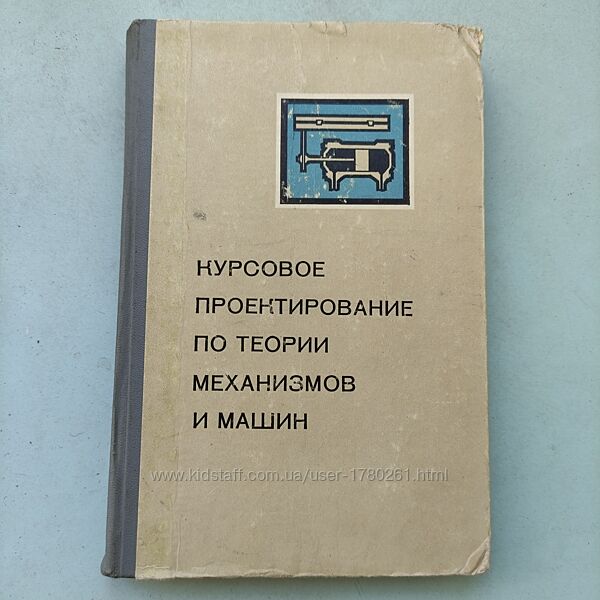 КУРСОВОЕ
ПРОЕКТИРОВАНИЕ
ПО ТЕОРИИ
МЕХАНИЗМОВ
И МАШИН
www.kidstaff.com.ua/user-1780261.html